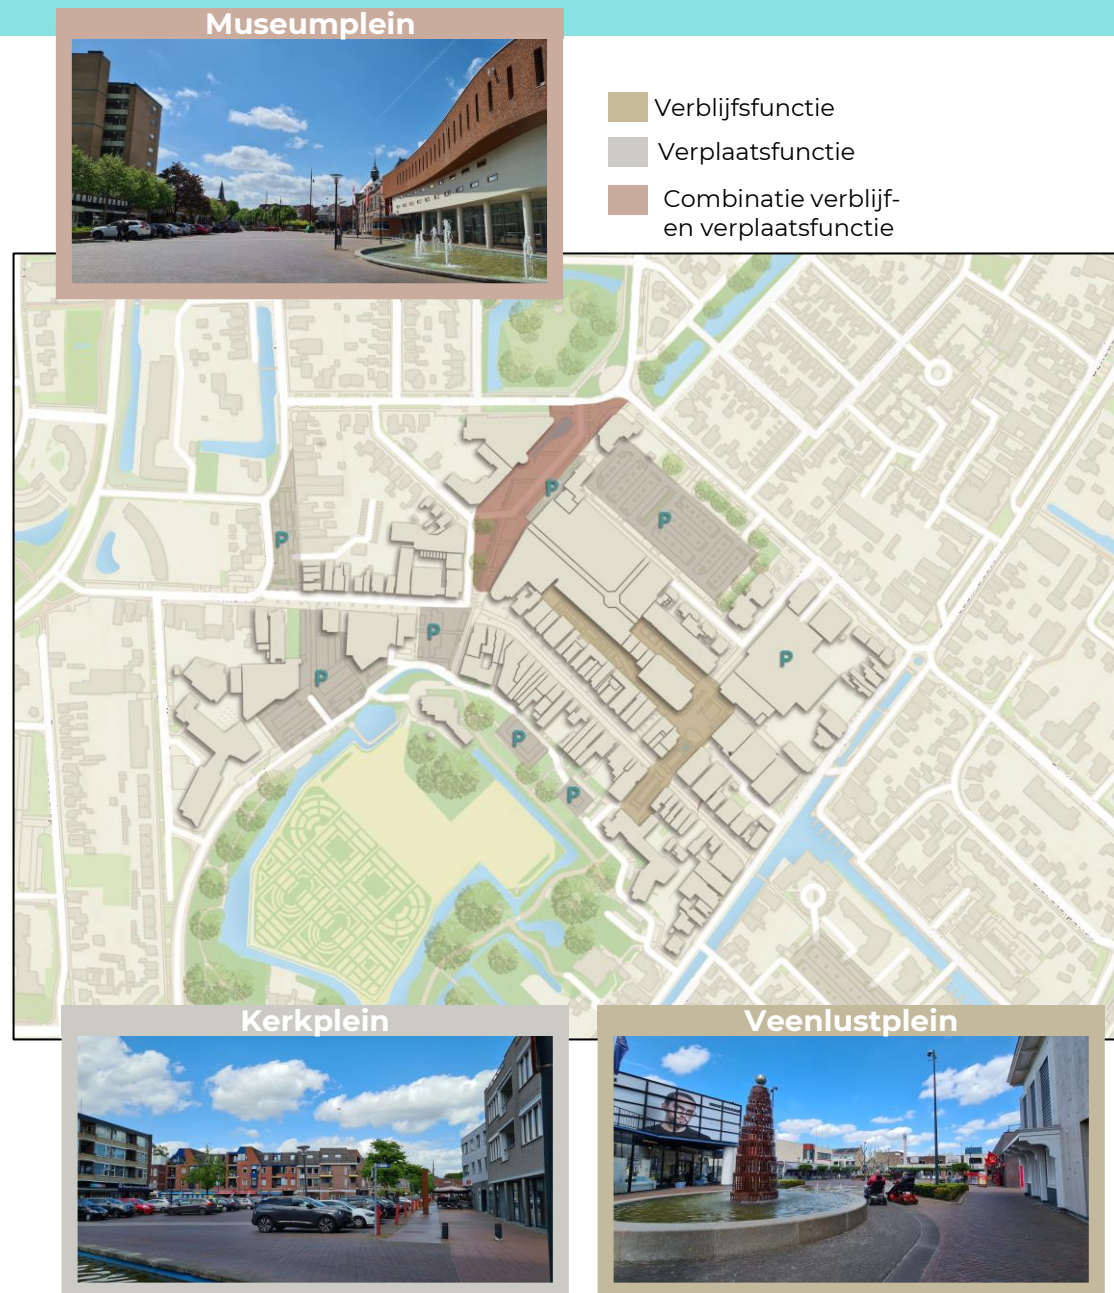 Museumplein
Verblijfsfunctie
Verplaatsfunctie
Combinatie verblijf-
en verplaatsfunctie
P
P
P
P
P
P
P
P
Kerkplein
Veenlustplein